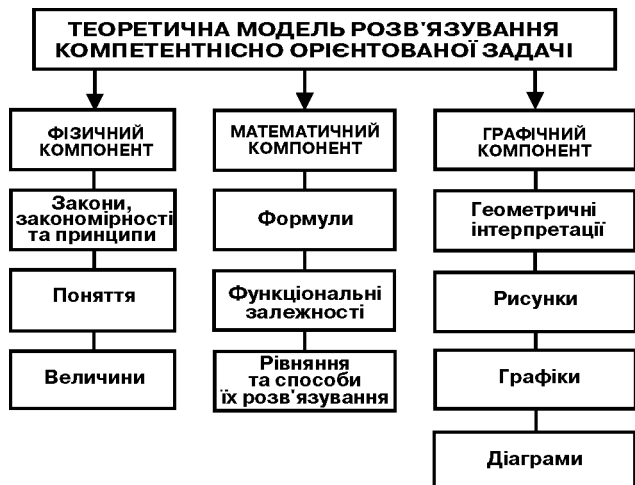 ТЕОРЕТИЧНА МОДЕЛЬ РОЗВ'ЯЗУВАННЯ
КОМПЕТЕНТНІСНО ОРІЄНТОВАНОЇ ЗАДАЧІ
ФІЗИЧНИЙ
КОМПОНЕНТ
Закони,
закономірності
та принципи
Поняття
Величини
МАТЕМАТИЧНИЙ
КОМПОНЕНТ
Формули
Функціональні
залежності
Рівняння
та способи
їх розв'язування
ГРАФІЧНИЙ
КОМПОНЕНТ
Геометричні
інтерпретації
Рисунки
Графіки
Діаграми